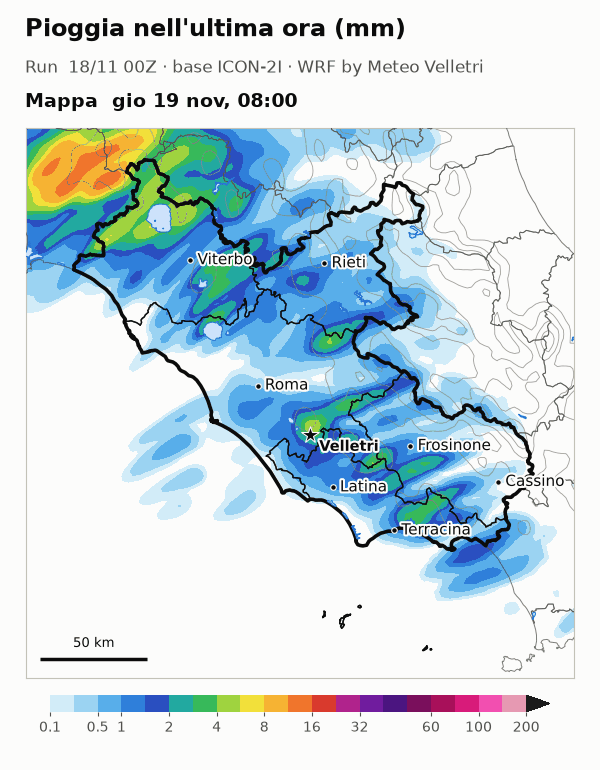 Pioggia nell'ultima ora (mm)
Run 18/11 00Z · base ICON-2I · WRF by Meteo Velletri
Mappa gio 19 nov, 08:00
Viterbo
Rieti
Roma
Velletri
Frosinone
Latina
Cassino
Terracina
50 km
0.1 0.5 1 2 4 8 16 32 60 100 200